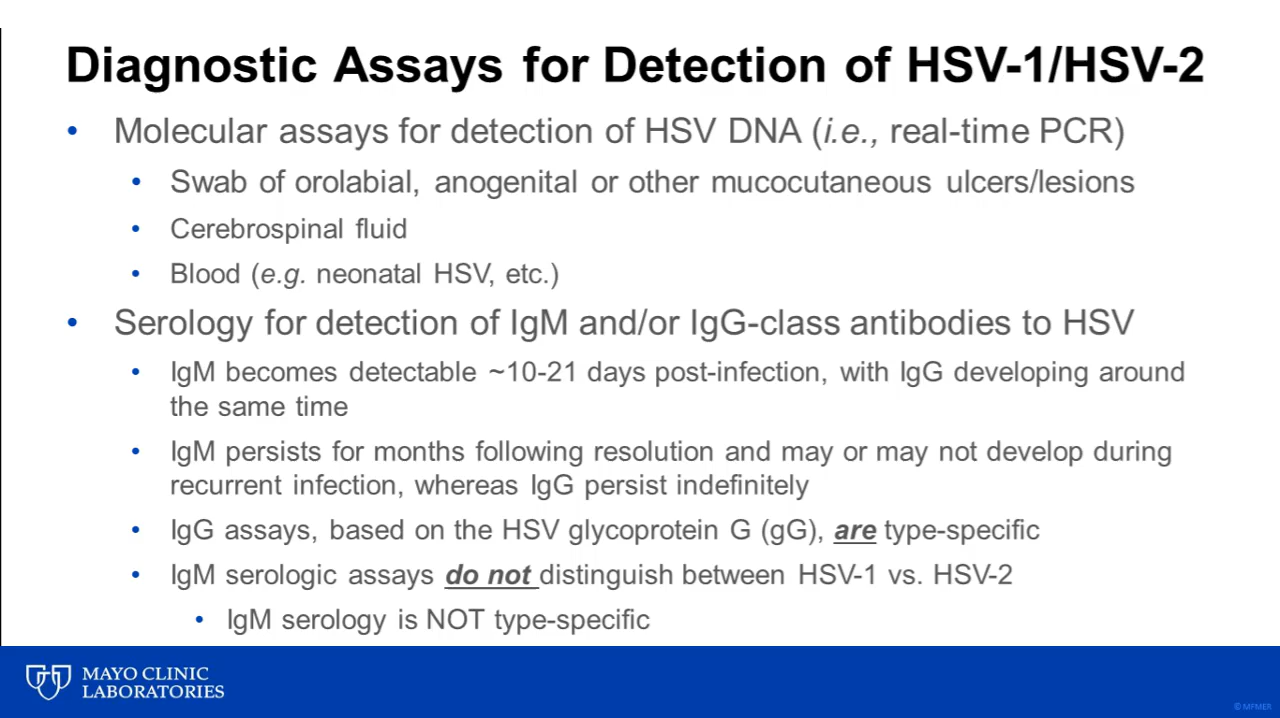 Diagnostic Assays for Detection of HSV-1/HSV-2
• Molecular assays for detection of HSV DNA (i.e., real-time PCR)
• Swab of orolabial, anogenital or other mucocutaneous ulcers/lesions
• Cerebrospinal fluid
• Blood (e.g. neonatal HSV, etc.)
• Serology for detection of IgM and/or IgG-class antibodies to HSV
• IgM becomes detectable ~10-21 days post-infection, with IgG developing around
the same time
• IgM persists for months following resolution and may or may not develop during
recurrent infection, whereas IgG persist indefinitely
• IgG assays, based on the HSV glycoprotein G (gG), are type-specific
• IgM serologic assays do not distinguish between HSV-1 vs. HSV-2
• IgM serology is NOT type-specific
MAYO CLINIC
LABORATORIES
© MFMER